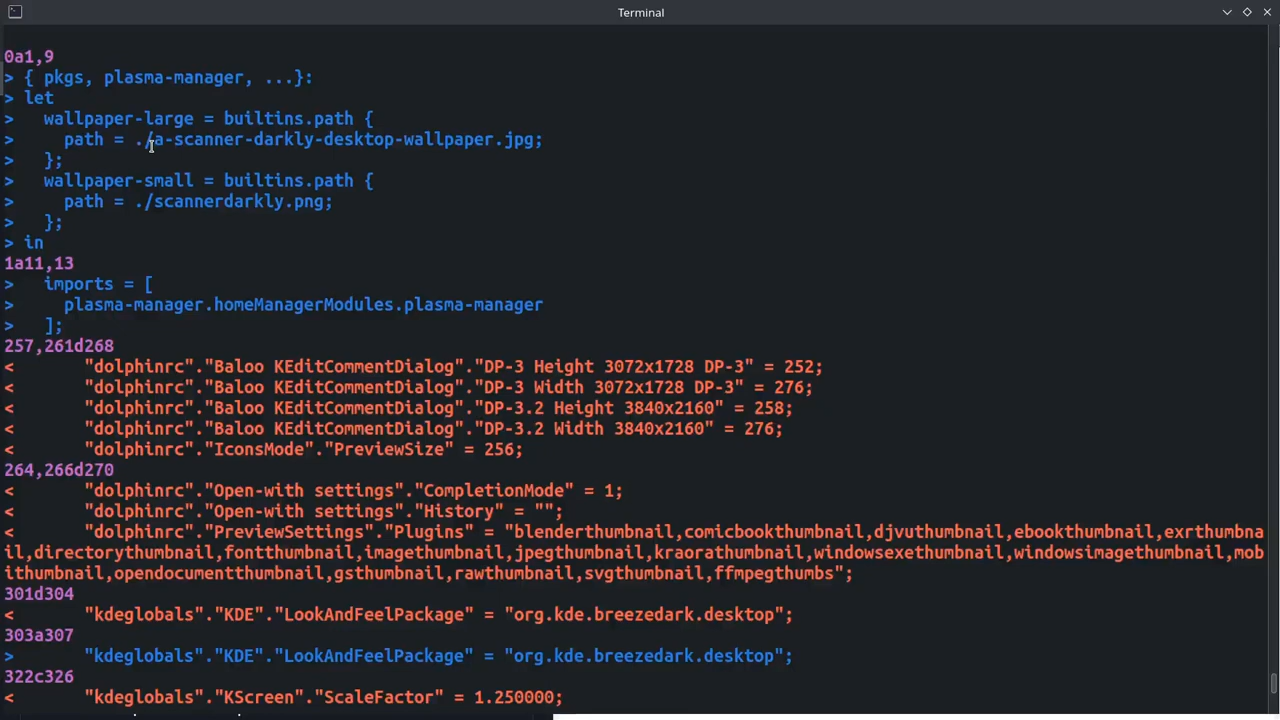 Terminal
0a1,9
> { pkgs, plasma-manager, ...}:
> let
>   wallpaper-large = builtins.path {
>     path = ./a-scanner-darkly-desktop-wallpaper.jpg;
>   };
>   wallpaper-small = builtins.path {
>     path = ./scannerdarkly.png;
>   };
> in
1a11,13
>   imports = [
>     plasma-manager.homeManagerModules.plasma-manager
>   ];
257,261d268
<       "dolphinrc"."Baloo KEditCommentDialog"."DP-3 Height 3072x1728 DP-3" = 252;
<       "dolphinrc"."Baloo KEditCommentDialog"."DP-3 Width 3072x1728 DP-3" = 276;
<       "dolphinrc"."Baloo KEditCommentDialog"."DP-3.2 Height 3840x2160" = 258;
<       "dolphinrc"."Baloo KEditCommentDialog"."DP-3.2 Width 3840x2160" = 276;
<       "dolphinrc"."IconsMode"."PreviewSize" = 256;
264,266d270
<       "dolphinrc"."Open-with settings"."CompletionMode" = 1;
<       "dolphinrc"."Open-with settings"."History" = "";
<       "dolphinrc"."PreviewSettings"."Plugins" = "blenderthumbnail,comicbookthumbnail,djvuthumbnail,ebookthumbnail,exrthumbna
il,directorythumbnail,fontthumbnail,imagethumbnail,jpegthumbnail,kraorathumbnail,windowsexethumbnail,windowsimagethumbnail,mob
ithumbnail,opendocumentthumbnail,gsthumbnail,rawthumbnail,svgthumbnail,ffmpegthumbs";
301d304
<       "kdeglobals"."KDE"."LookAndFeelPackage" = "org.kde.breezedark.desktop";
303a307
>       "kdeglobals"."KDE"."LookAndFeelPackage" = "org.kde.breezedark.desktop";
322c326
<       "kdeglobals"."KScreen"."ScaleFactor" = 1.250000;